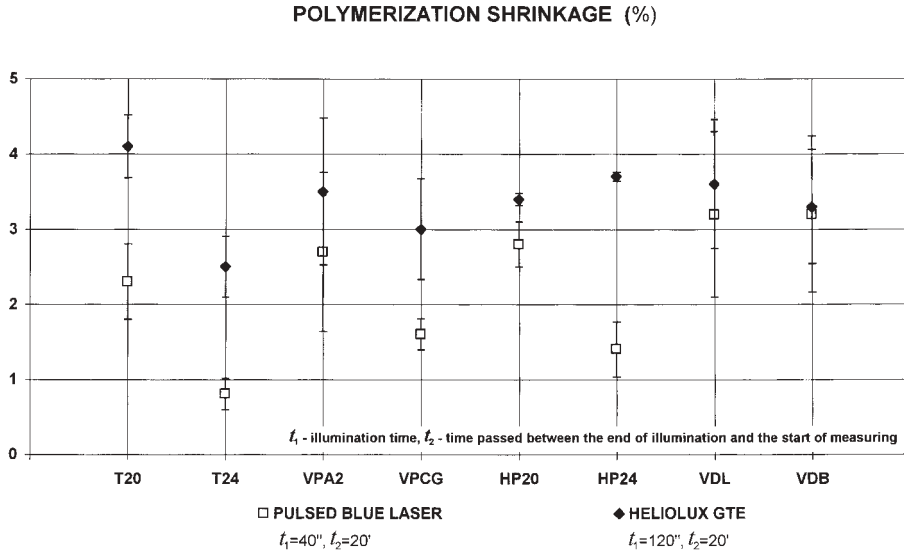 POLYMERIZATION SHRINKAGE (%)
5
4
3
2
1
0
t₁ - illumination time, t₂ - time passed between the end of illumination and the start of measuring
T20 T24 VPA2 VPCG HP20 HP24 VDL VDB
PULSED BLUE LASER HELIOLUX GTE
t₁=40", t₂=20' t₁=120", t₂=20'